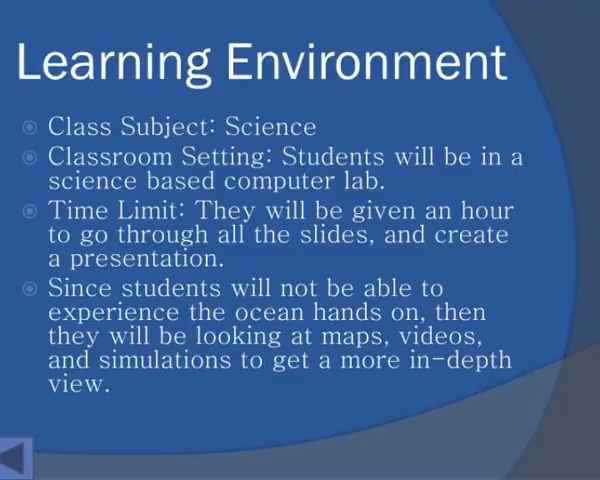 Learning Environment
Class Subject: Science
Classroom Setting: Students will be in a
science based computer lab.
Time Limit: They will be given an hour
to go through all the slides, and create
a presentation.
Since students will not be able to
experience the ocean hands on, then
they will be looking at maps, videos,
and simulations to get a more in-depth
view.